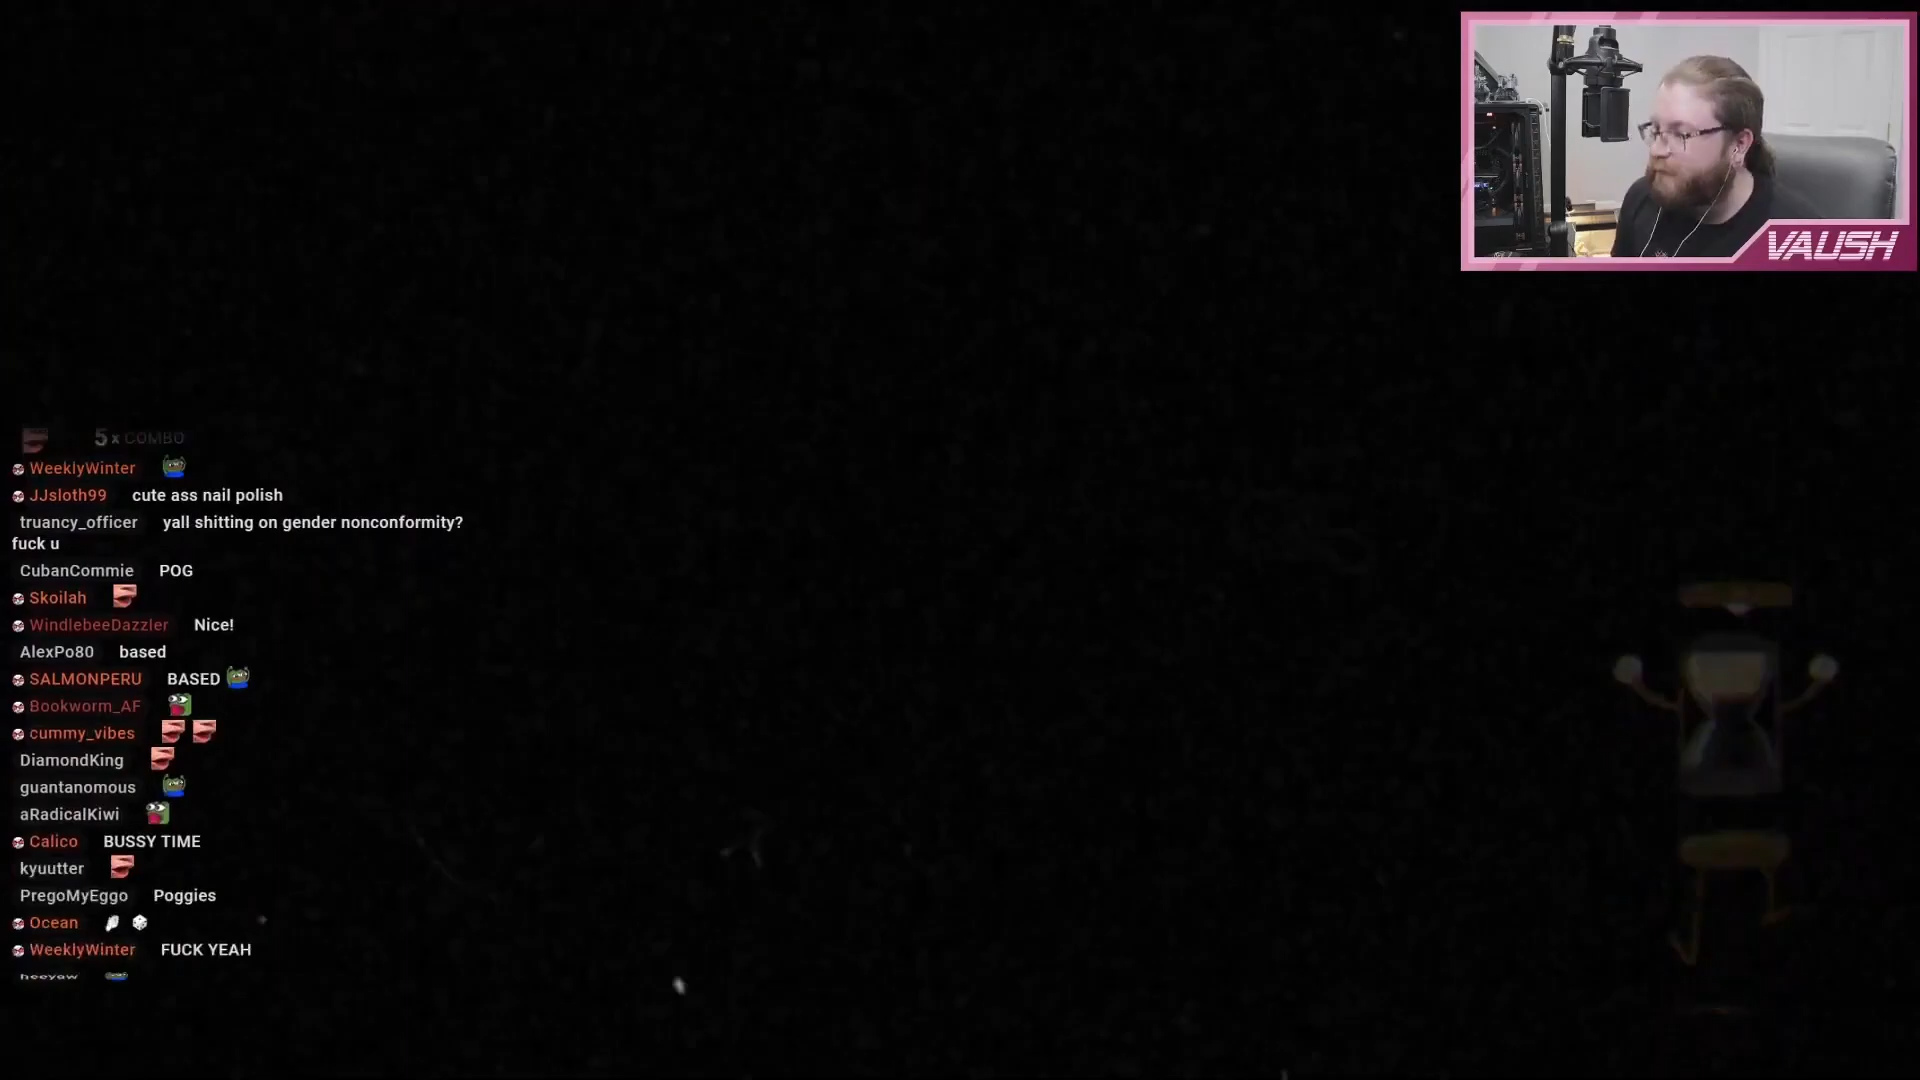 VAUSH
5 x COMBO
WeeklyWinter
JJsloth99 cute ass nail polish
truancy_officer yall shitting on gender nonconformity?
fuck u
CubanCommie POG
Skoilah
WindlebeeDazzler Nice!
AlexPo80 based
SALMONPERU BASED
Bookworm_AF
cummy_vibes
DiamondKing
guantanomous
aRadicalKiwi
Calico BUSSY TIME
kyuutter
PregoMyEggo Poggies
Ocean
WeeklyWinter FUCK YEAH